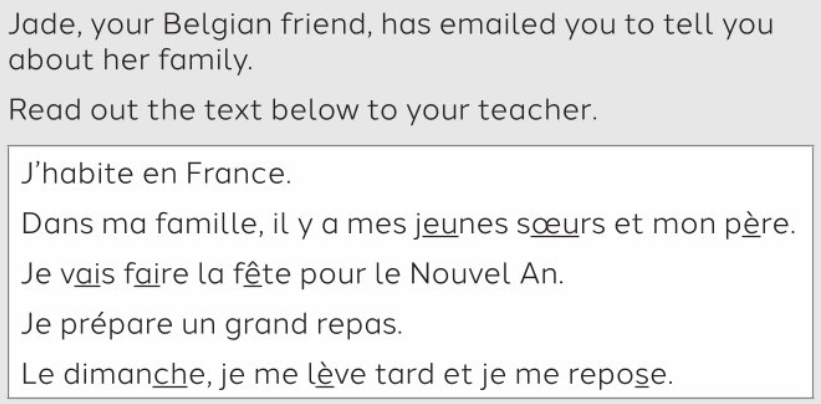 Jade, your Belgian friend, has emailed you to tell you
about her family.
Read out the text below to your teacher.
J'habite en France.
Dans ma famille, il y a mes jeunes sœurs et mon père.
Je vais faire la fête pour le Nouvel An.
Je prépare un grand repas.
Le dimanche, je me lève tard et je me repose.